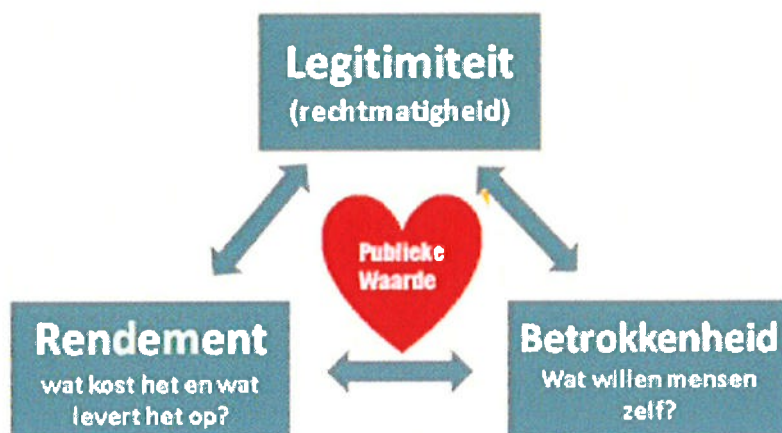 Legitimiteit
(rechtmatigheid)
Publieke
Waarde
Rendement
wat kost het en wat
levert het op?
Betrokkenheid
Wat willen mensen
zelf?